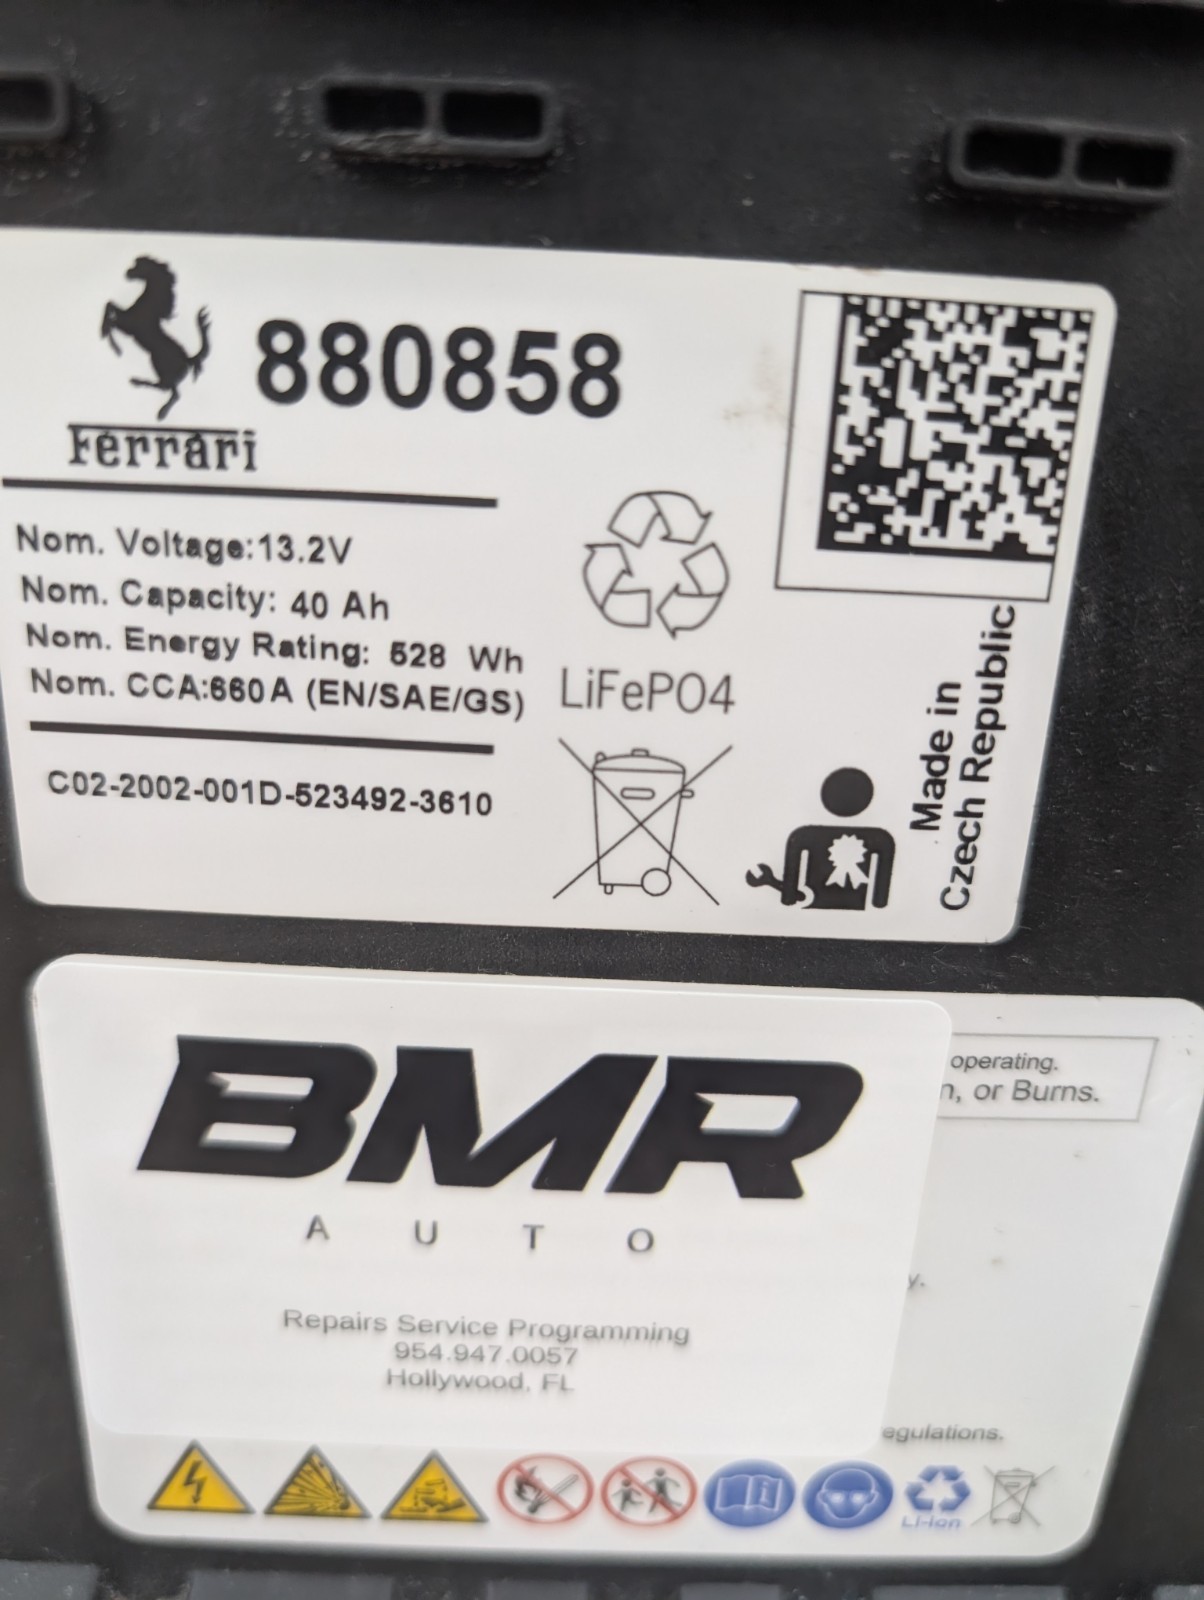 880858
Ferrari
Nom. Voltage:13.2V
Nom. Capacity: 40 Ah
Nom. Energy Rating: 528 Wh
Nom. CCA:660A (EN/SAE/GS)
C02-2002-001D-523492-3610
LiFePO4
Made in
Czech Republic
BMR
AUTO
Repairs Service Programming
954.947.0057
Hollywood, FL
operating.
n, or Burns.
y.
egulations.
Li-ion